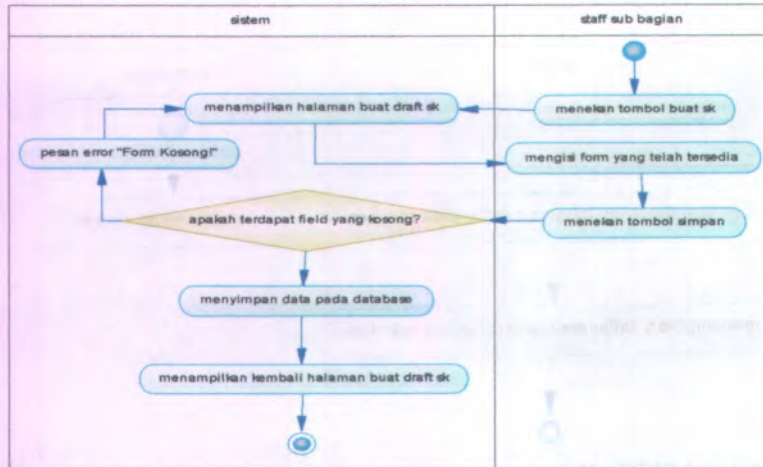 sistem
staff sub bagian
menampilkan halaman buat draft sk
menekan tombol buat sk
pesan error "Form Kosong!"
mengisi form yang telah tersedia
apakah terdapat field yang kosong?
menekan tombol simpan
menyimpan data pada database
menampilkan kembali halaman buat draft sk